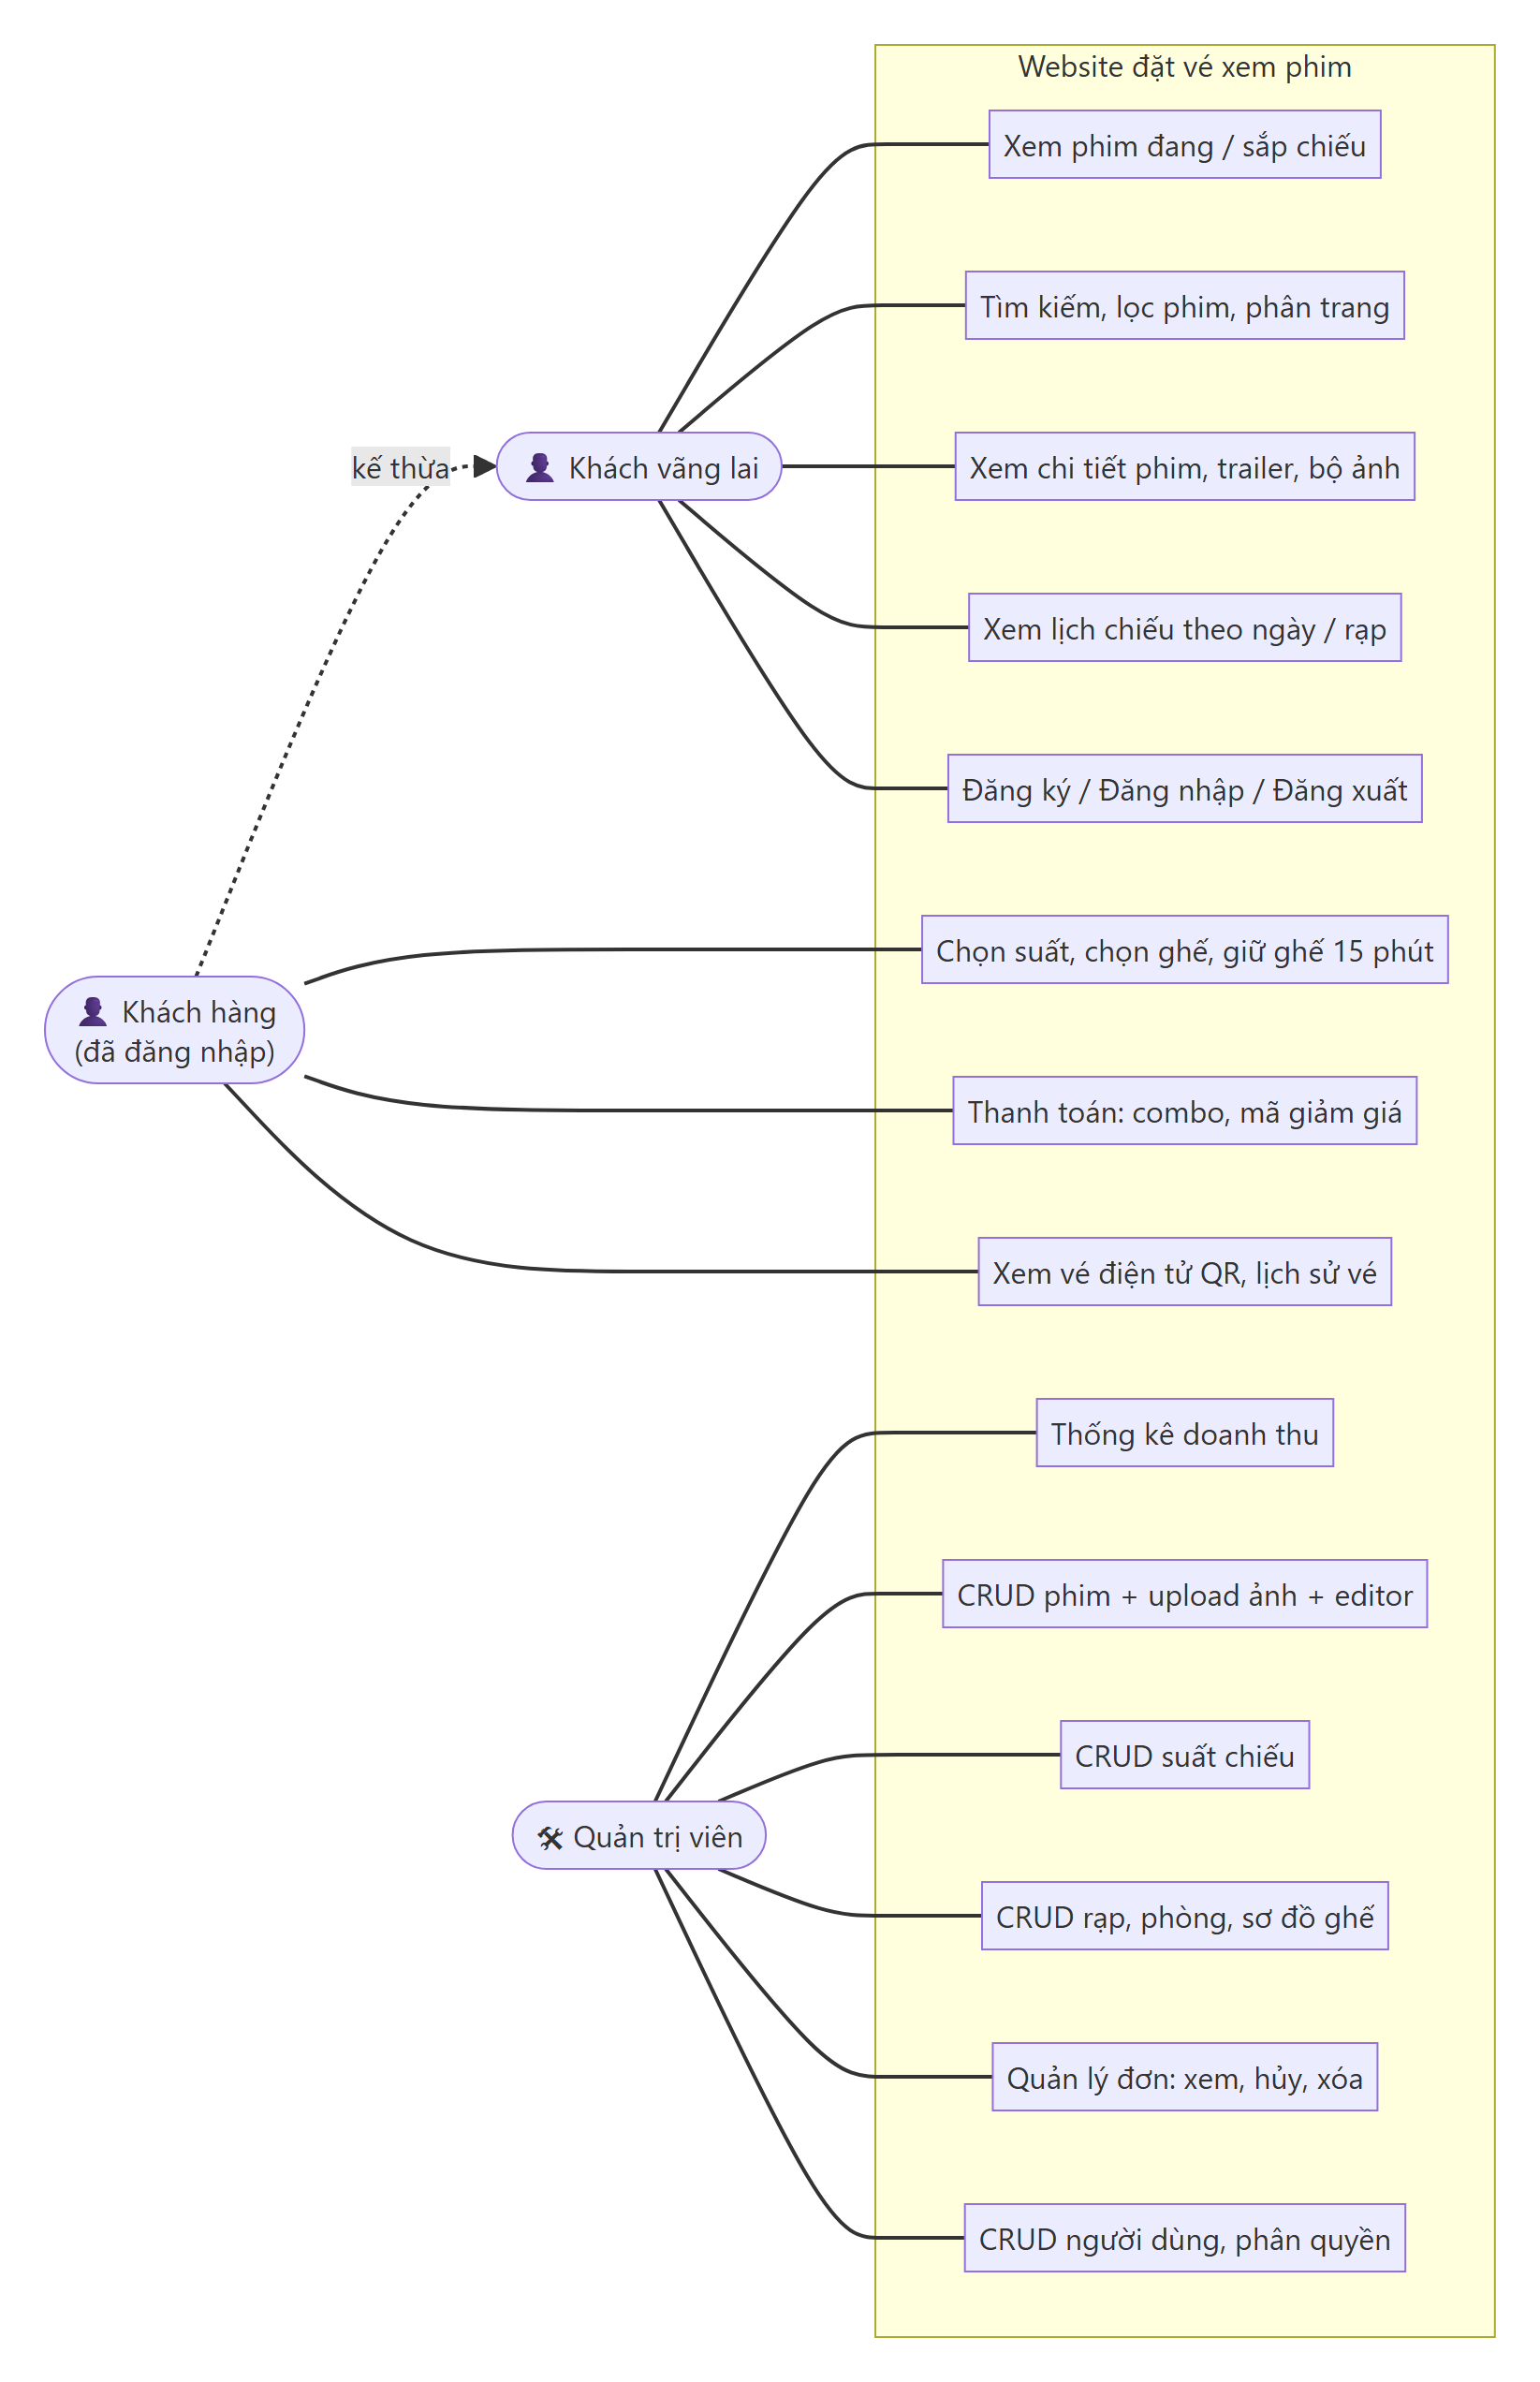 Website đặt vé xem phim
Xem phim đang / sắp chiếu
Tìm kiếm, lọc phim, phân trang
kế thừa
Khách vãng lai
Xem chi tiết phim, trailer, bộ ảnh
Xem lịch chiếu theo ngày / rạp
Đăng ký / Đăng nhập / Đăng xuất
Chọn suất, chọn ghế, giữ ghế 15 phút
Khách hàng
(đã đăng nhập)
Thanh toán: combo, mã giảm giá
Xem vé điện tử QR, lịch sử vé
Thống kê doanh thu
CRUD phim + upload ảnh + editor
CRUD suất chiếu
Quản trị viên
CRUD rạp, phòng, sơ đồ ghế
Quản lý đơn: xem, hủy, xóa
CRUD người dùng, phân quyền